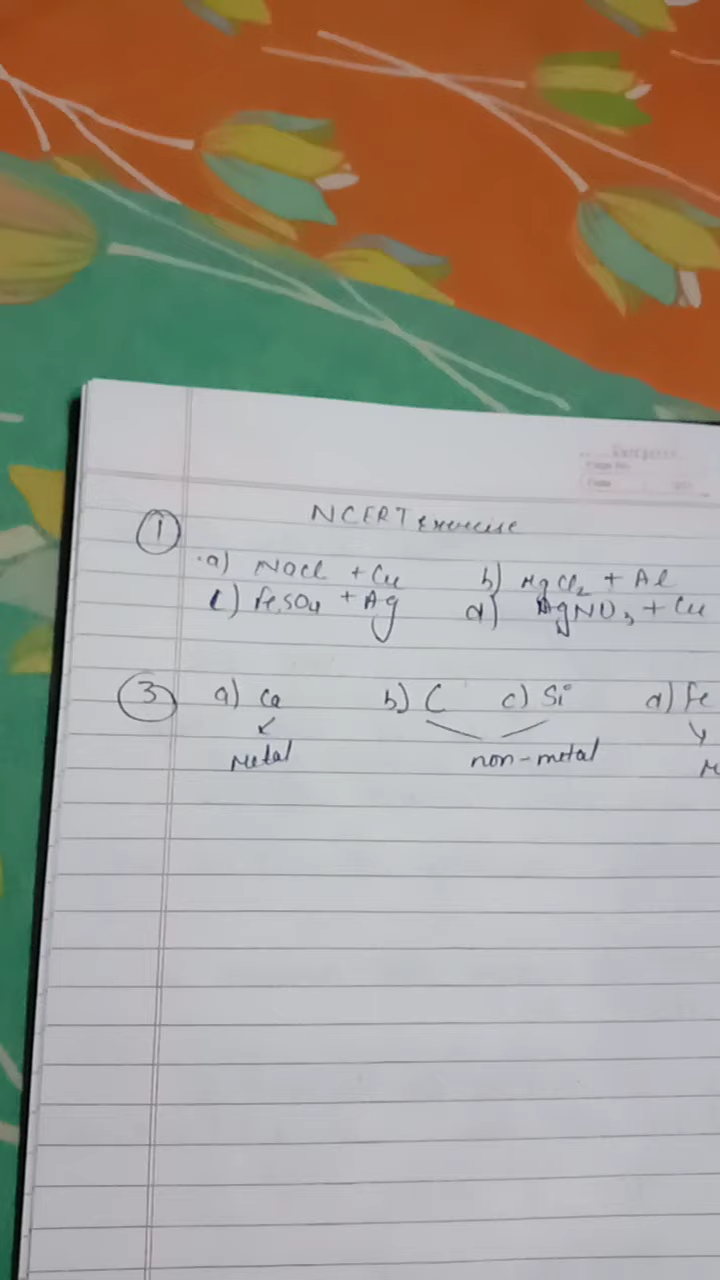 NCERT Exercise
① a) NaCl + Cu b) MgCl₂ + Al
c) FeSO₄ + Ag d) AgNO₃ + Cu
③ a) Ca b) C c) Si d) Fe
Metal non-metal M